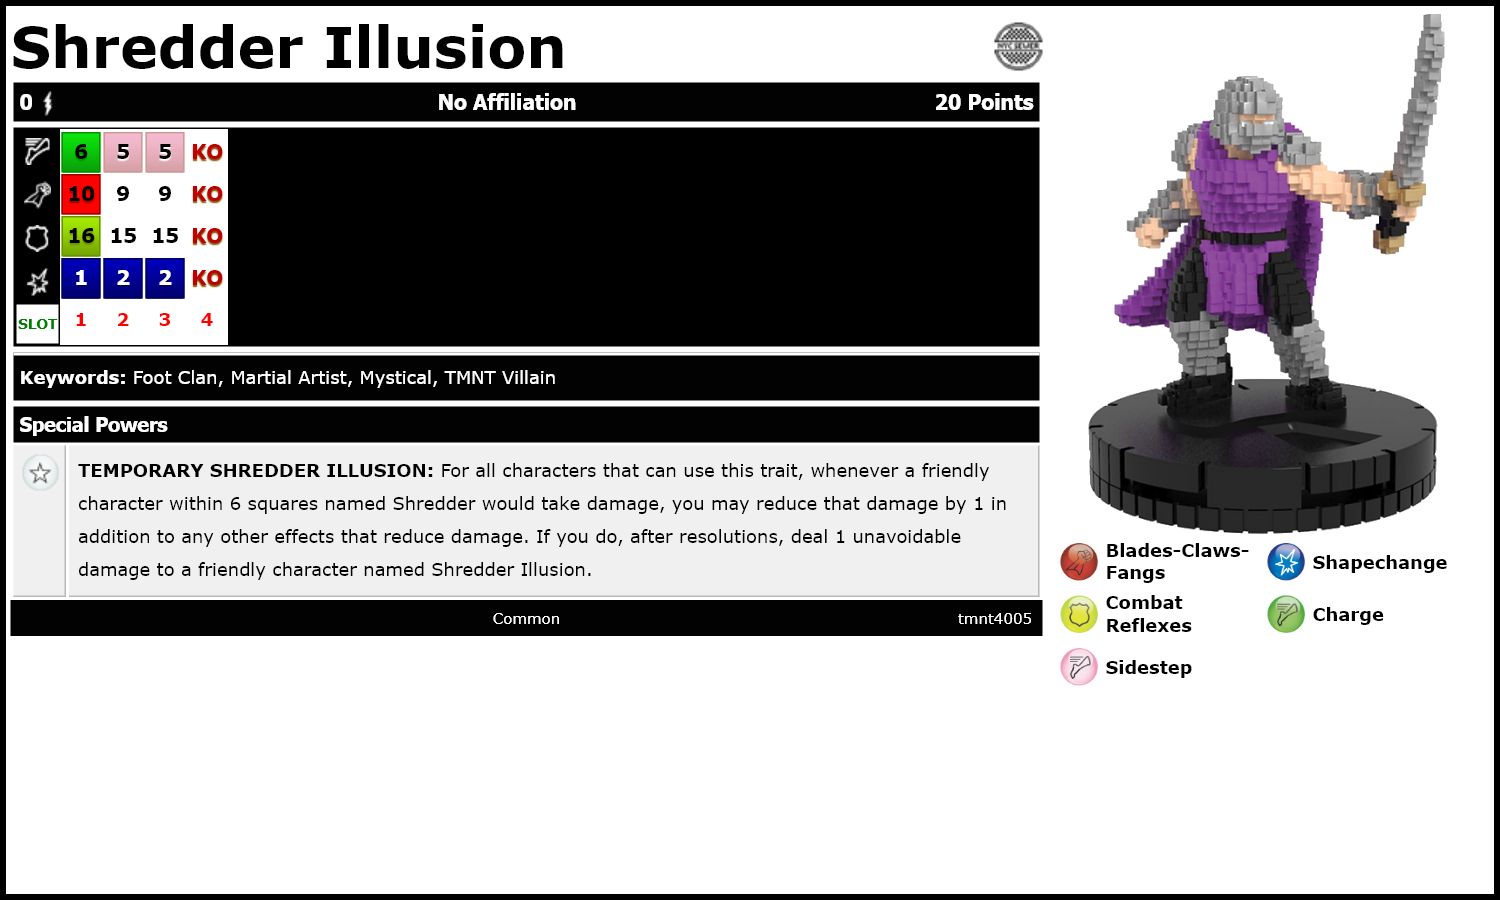 Shredder Illusion
NYC SEWER
0
No Affiliation
20 Points
6 5 5 KO
10 9 9 KO
16 15 15 KO
1 2 2 KO
SLOT 1 2 3 4
Keywords: Foot Clan, Martial Artist, Mystical, TMNT Villain
Special Powers
TEMPORARY SHREDDER ILLUSION: For all characters that can use this trait, whenever a friendly
character within 6 squares named Shredder would take damage, you may reduce that damage by 1 in
addition to any other effects that reduce damage. If you do, after resolutions, deal 1 unavoidable
damage to a friendly character named Shredder Illusion.
Common
tmnt4005
Blades-Claws-
Fangs
Shapechange
Combat
Reflexes
Charge
Sidestep